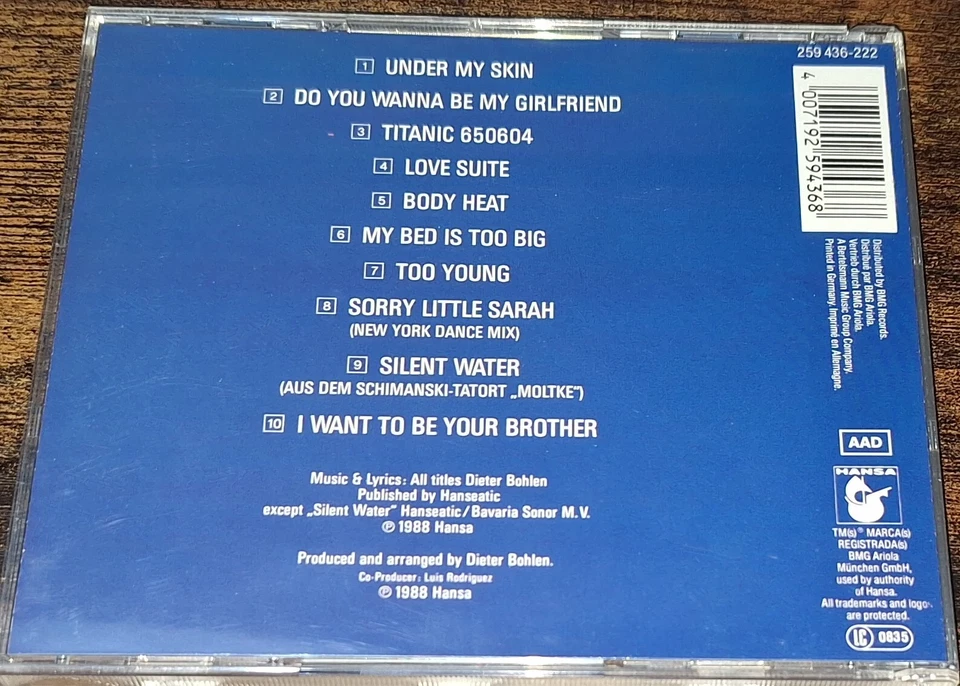 1 UNDER MY SKIN
2 DO YOU WANNA BE MY GIRLFRIEND
3 TITANIC 650604
4 LOVE SUITE
5 BODY HEAT
6 MY BED IS TOO BIG
7 TOO YOUNG
8 SORRY LITTLE SARAH
(NEW YORK DANCE MIX)
9 SILENT WATER
(AUS DEM SCHIMANSKI-TATORT „MOLTKE")
10 I WANT TO BE YOUR BROTHER
Music & Lyrics: All titles Dieter Bohlen
Published by Hanseatic
except „Silent Water" Hanseatic/Bavaria Sonor M.V.
℗ 1988 Hansa
Produced and arranged by Dieter Bohlen.
Co-Producer: Luis Rodriguez
℗ 1988 Hansa
259 436-222
4 007192 594368
Distributed by BMG Records.
Distribué par BMG Ariola.
Vertrieb durch BMG Ariola.
A Bertelsmann Music Group Company.
Printed in Germany. Imprimé en Allemagne.
AAD
HANSA
TM(s)® MARCA(s)
REGISTRADA(s)
BMG Ariola
München GmbH,
used by authority
of Hansa.
All trademarks and logos
are protected.
LC 0835